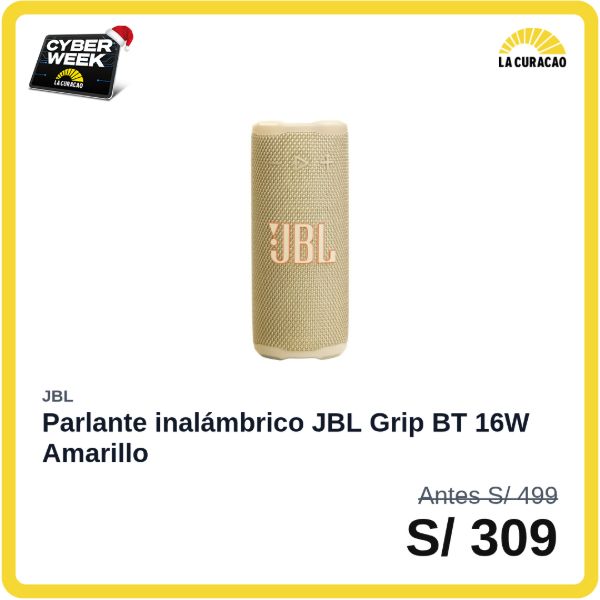 CYBER
WEEK
LA CURACAO
LA CURACAO
JBL
JBL
Parlante inalámbrico JBL Grip BT 16W
Amarillo
Antes S/ 499
S/ 309